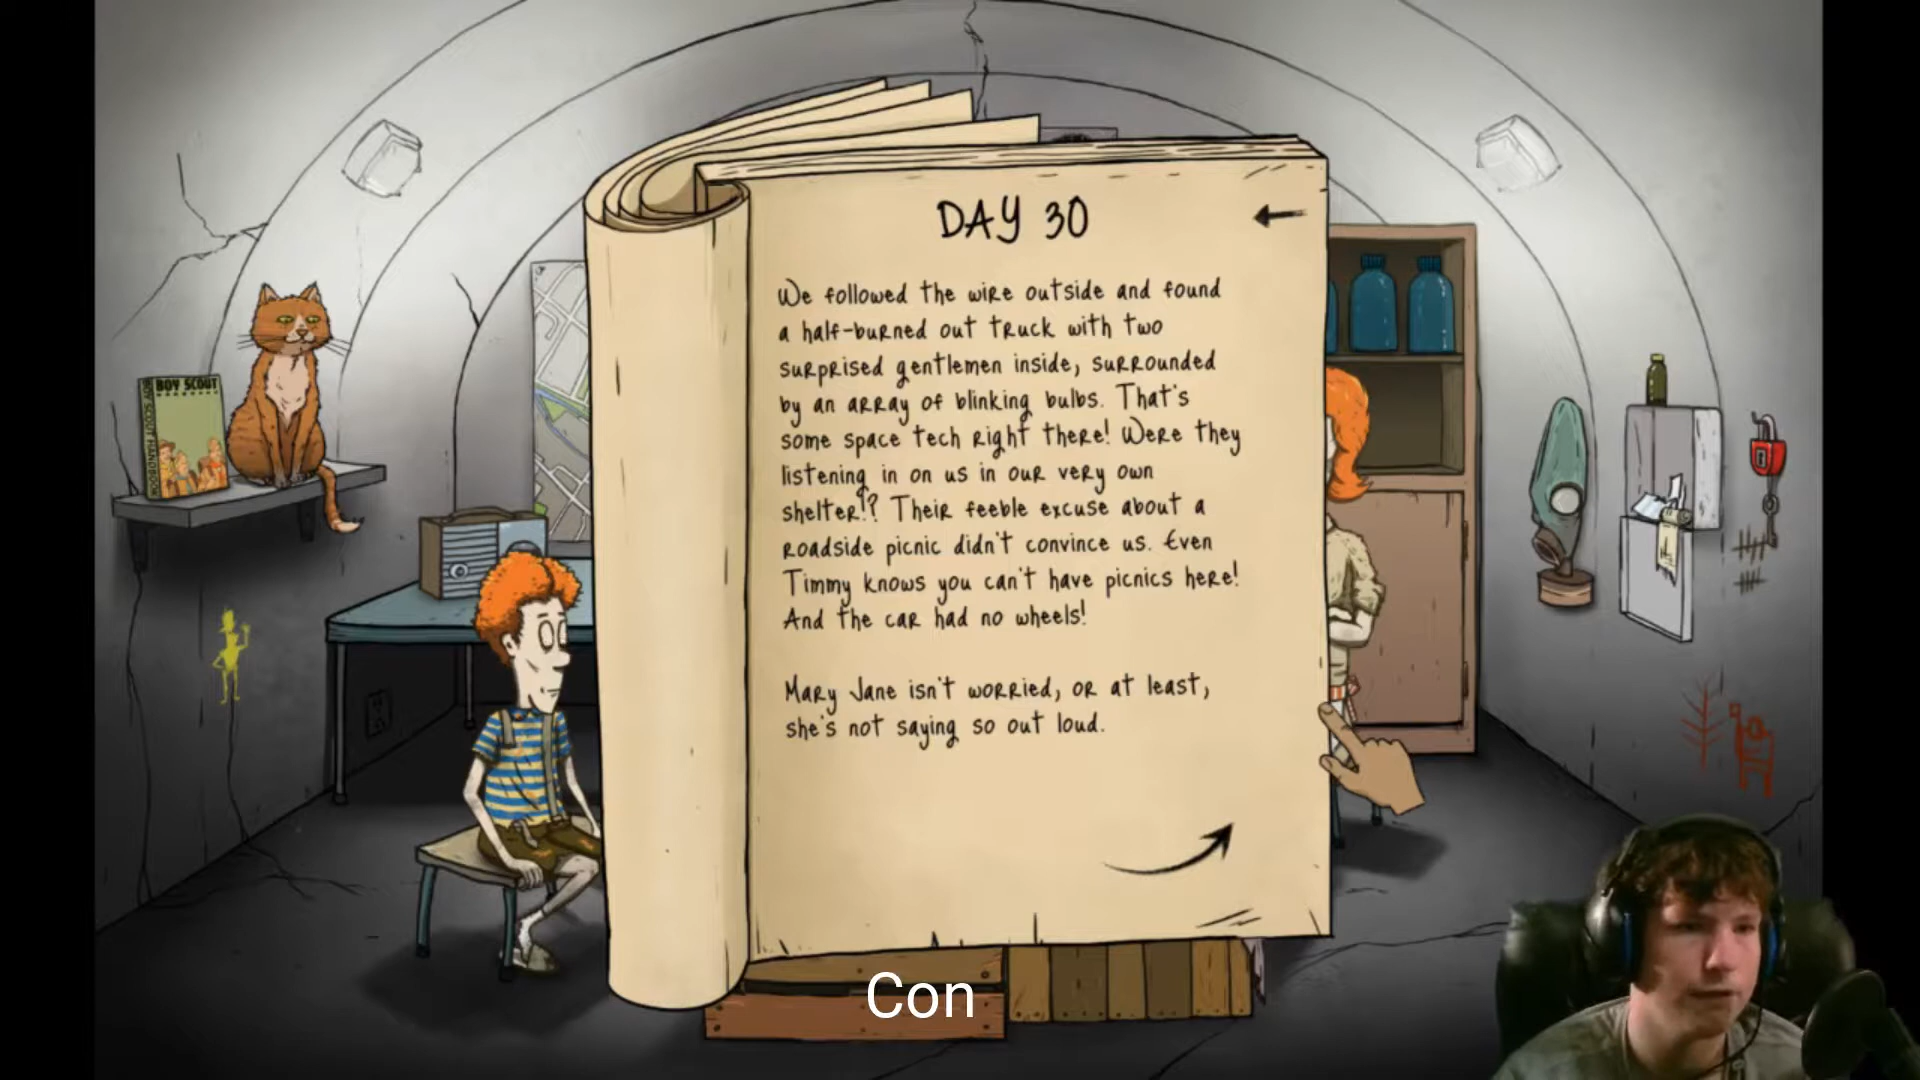 DAY 30
We followed the wire outside and found
a half-burned out truck with two
surprised gentlemen inside, surrounded
by an array of blinking bulbs. That's
some space tech right there! Were they
listening in on us in our very own
shelter!? Their feeble excuse about a
roadside picnic didn't convince us. Even
Timmy knows you can't have picnics here!
And the car had no wheels!
Mary Jane isn't worried, or at least,
she's not saying so out loud.
BOY SCOUT
BOY SCOUT HANDBOOK
Con